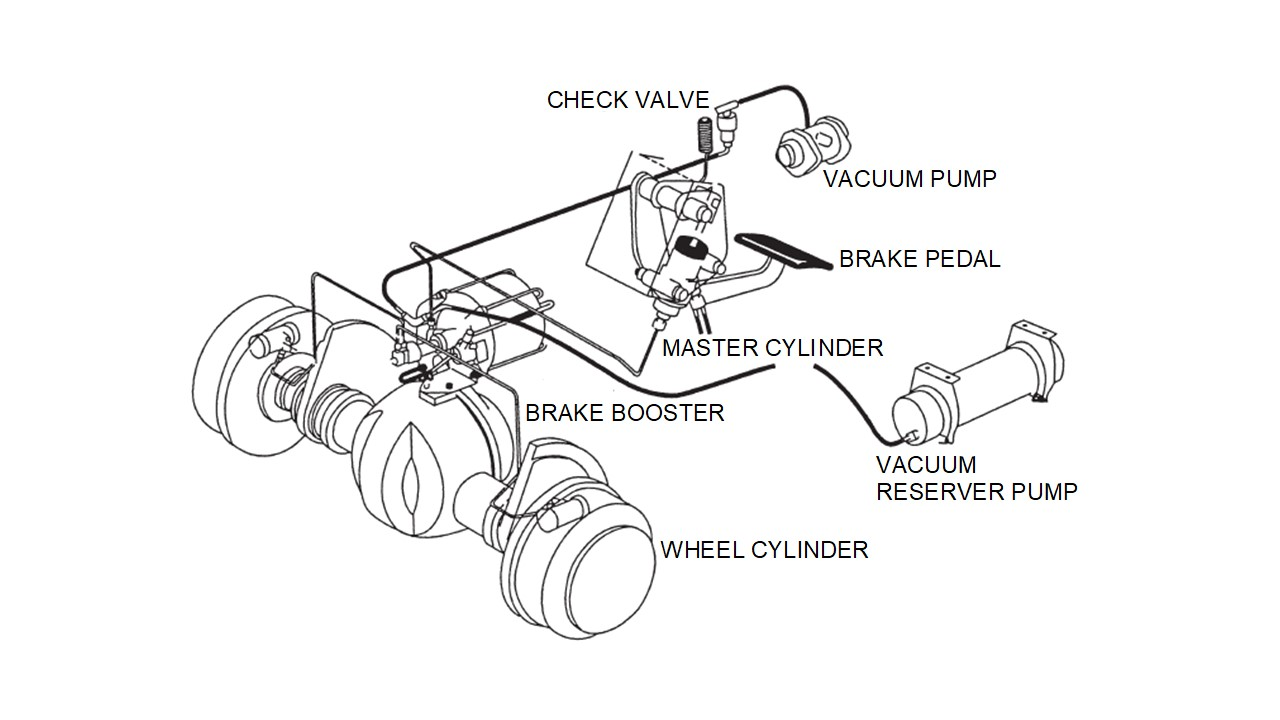 CHECK VALVE
VACUUM PUMP
BRAKE PEDAL
MASTER CYLINDER
BRAKE BOOSTER
VACUUM
RESERVER PUMP
WHEEL CYLINDER